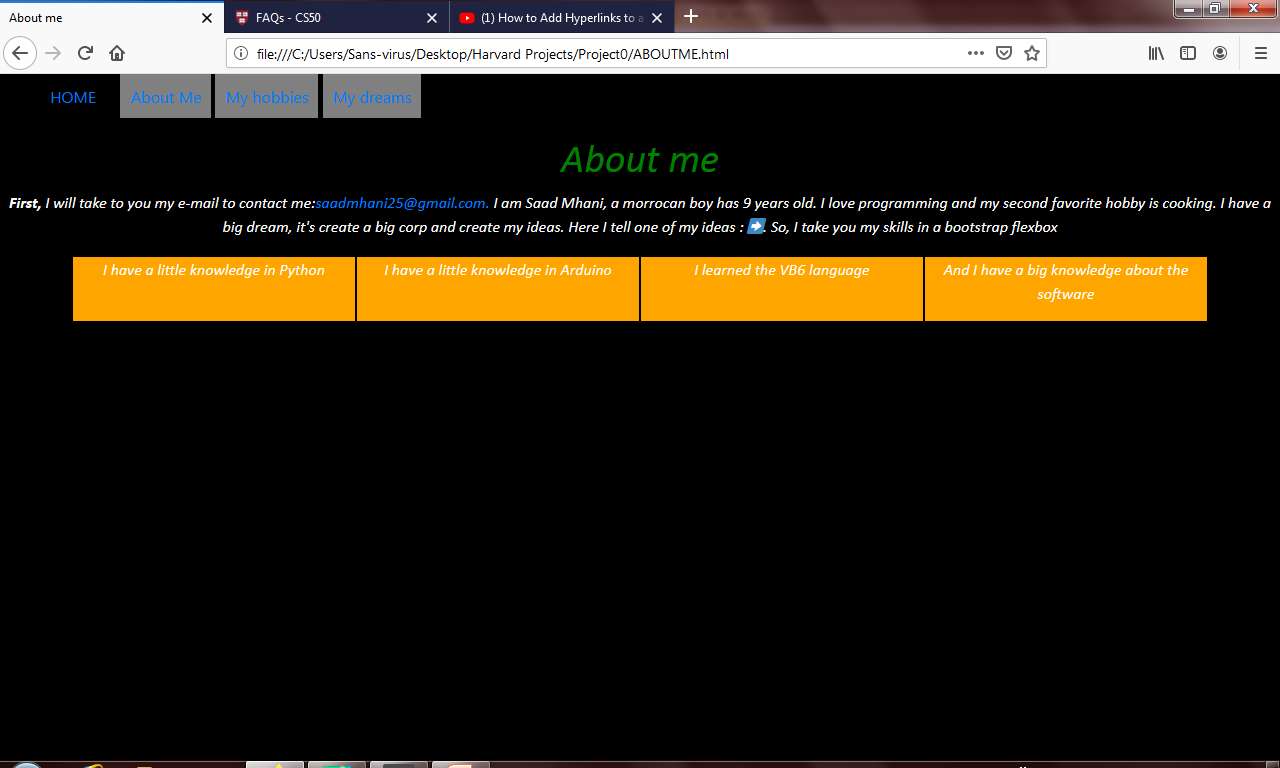 About me
FAQs - CS50
(1) How to Add Hyperlinks to a
file:///C:/Users/Sans-virus/Desktop/Harvard Projects/Project0/ABOUTME.html
HOME About Me My hobbies My dreams
About me
First, I will take to you my e-mail to contact me:saadmhani25@gmail.com. I am Saad Mhani, a morrocan boy has 9 years old. I love programming and my second favorite hobby is cooking. I have a
big dream, it's create a big corp and create my ideas. Here I tell one of my ideas : ➡. So, I take you my skills in a bootstrap flexbox
I have a little knowledge in Python
I have a little knowledge in Arduino
I learned the VB6 language
And I have a big knowledge about the
software